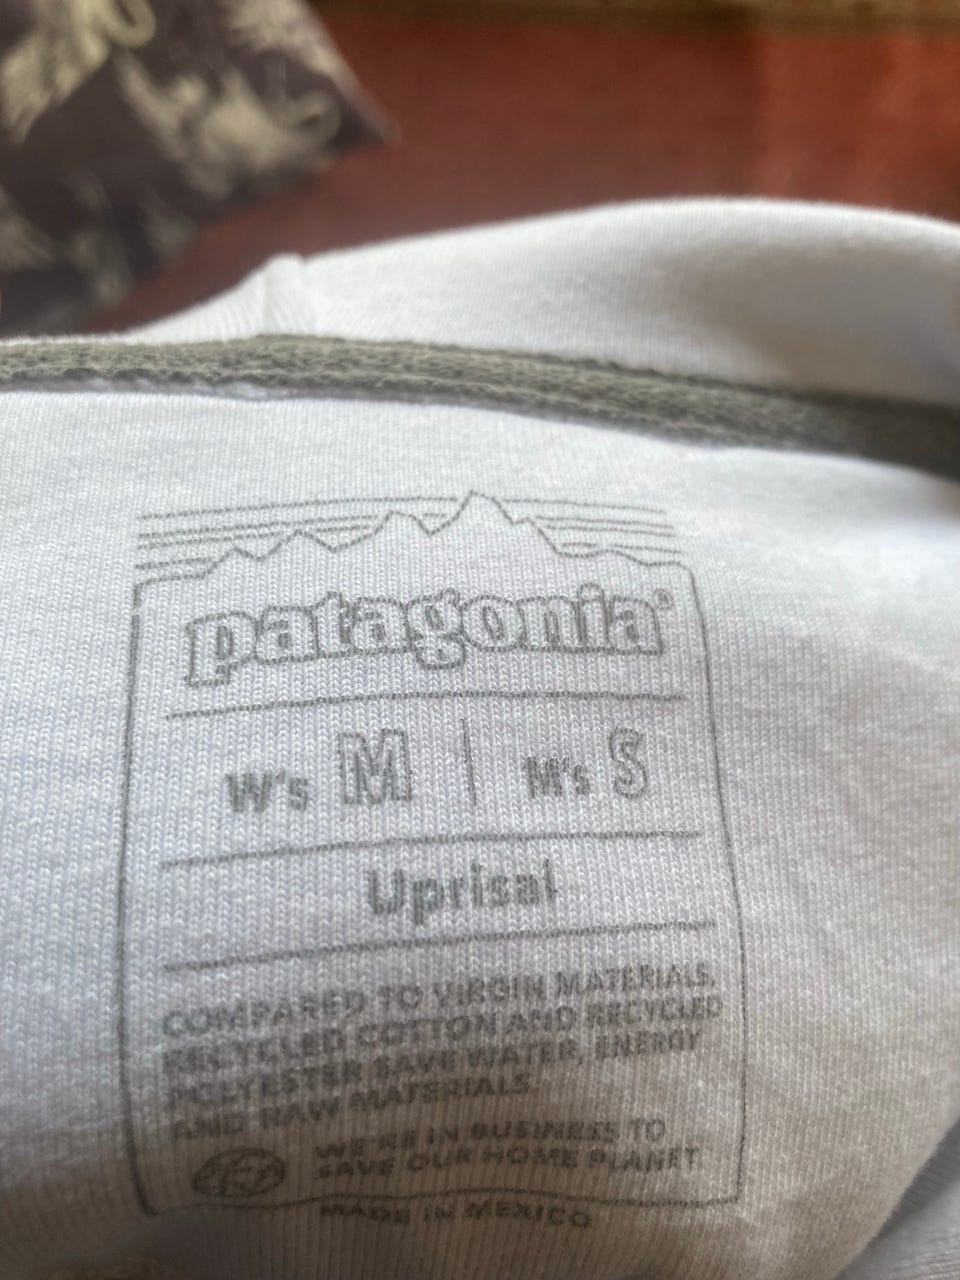 patagonia®
W's M | M's S
Uprisal
COMPARED TO VIRGIN MATERIALS,
RECYCLED COTTON AND RECYCLED
POLYESTER SAVE WATER, ENERGY
AND RAW MATERIALS.
WE'RE IN BUSINESS TO
SAVE OUR HOME PLANET
MADE IN MEXICO